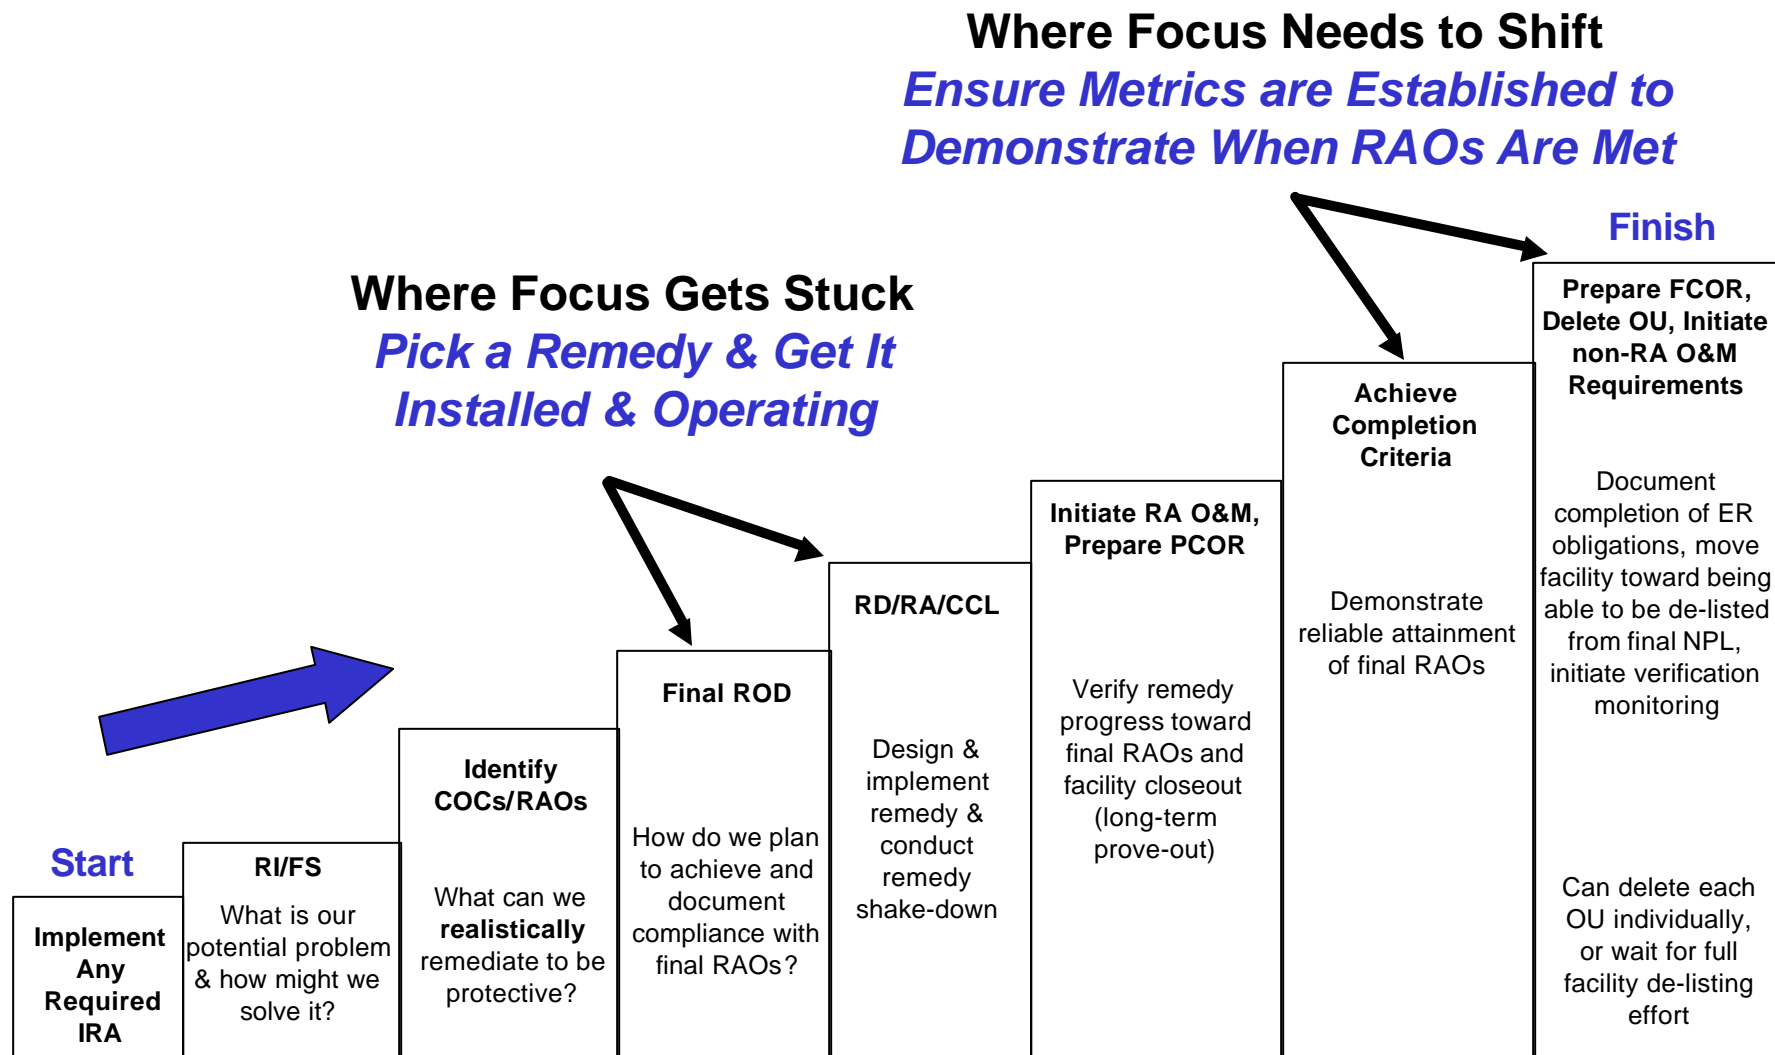 Where Focus Needs to Shift
Ensure Metrics are Established to
Demonstrate When RAOs Are Met
Where Focus Gets Stuck
Pick a Remedy & Get It
Installed & Operating
Start
Implement
Any
Required
IRA
RI/FS
What is our
potential problem
& how might we
solve it?
Identify
COCs/RAOs
What can we
realistically
remediate to be
protective?
Final ROD
How do we plan
to achieve and
document
compliance with
final RAOs?
RD/RA/CCL
Design &
implement
remedy &
conduct
remedy
shake-down
Initiate RA O&M,
Prepare PCOR
Verify remedy
progress toward
final RAOs and
facility closeout
(long-term
prove-out)
Achieve
Completion
Criteria
Demonstrate
reliable attainment
of final RAOs
Finish
Prepare FCOR,
Delete OU, Initiate
non-RA O&M
Requirements
Document
completion of ER
obligations, move
facility toward being
able to be de-listed
from final NPL,
initiate verification
monitoring
Can delete each
OU individually,
or wait for full
facility de-listing
effort